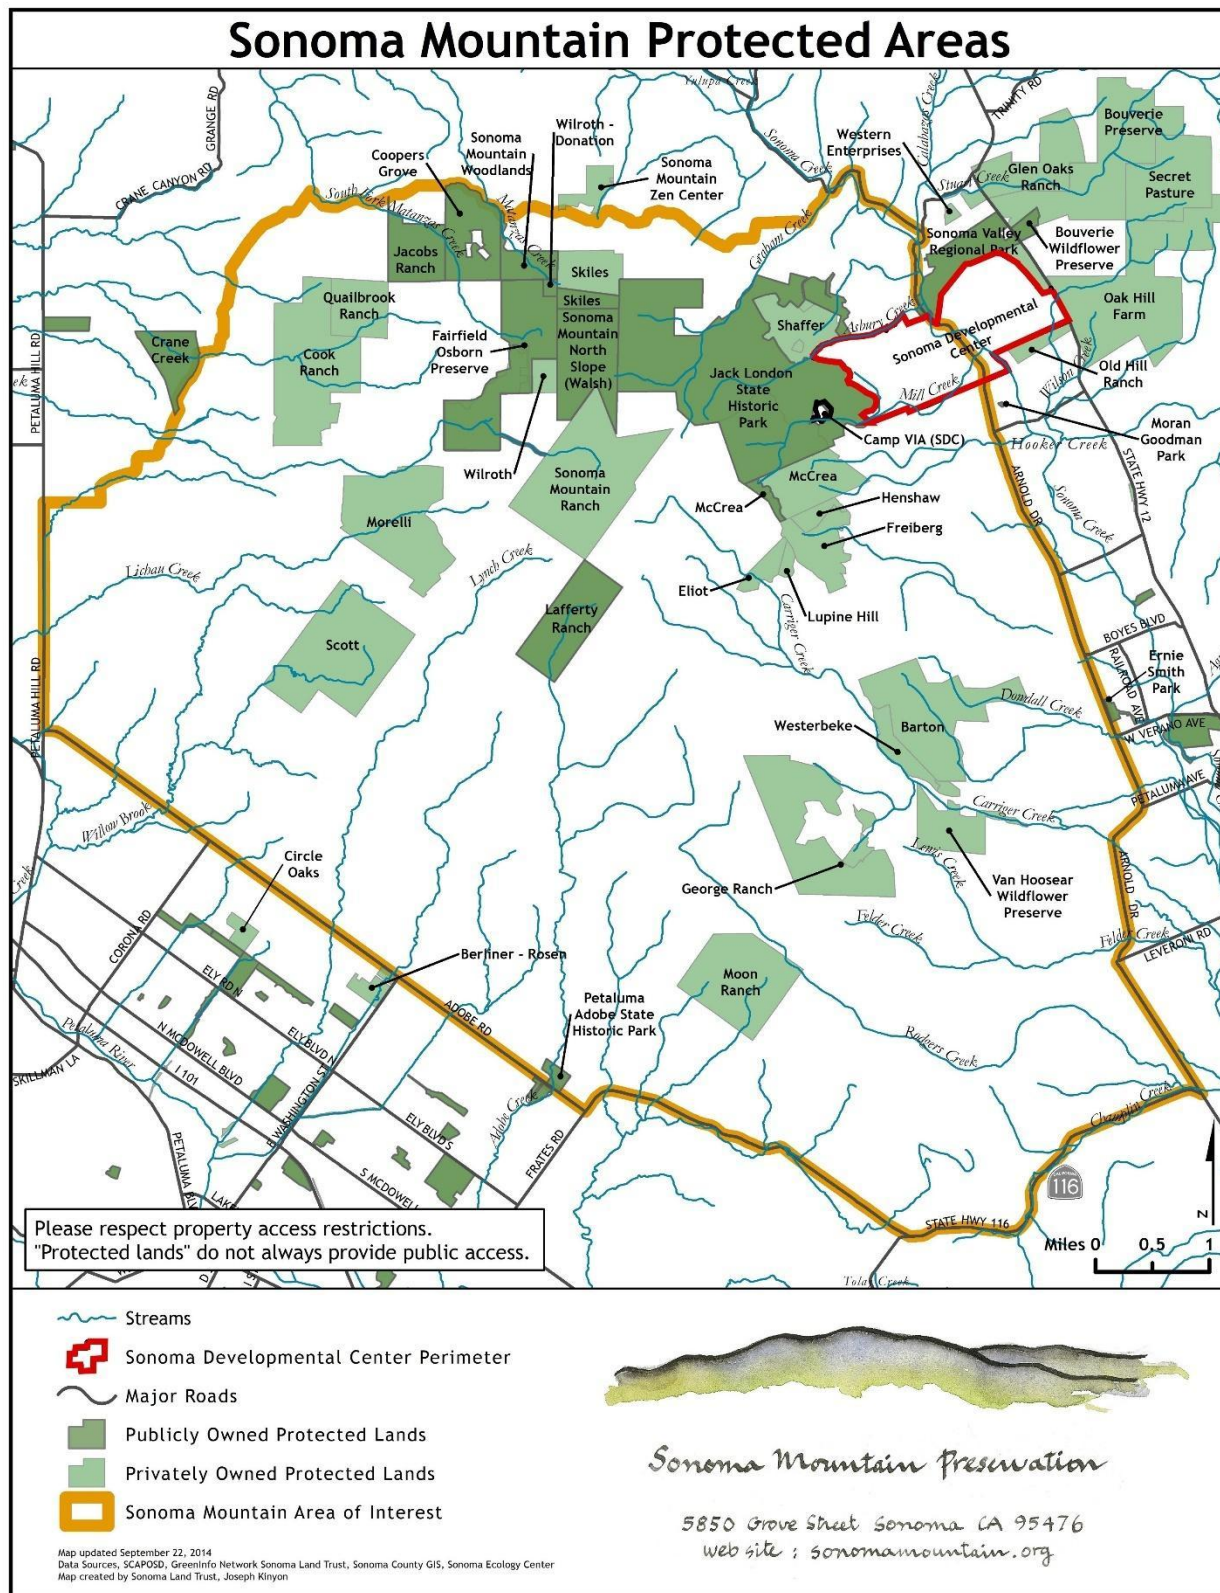 Sonoma Mountain Protected Areas
Yulupa Creek
Sonoma Creek
Calabazas Creek
TRINITY RD
GRANGE RD
CRANE CANYON RD
Coopers
Grove
Sonoma
Mountain
Woodlands
Wilroth -
Donation
Sonoma
Mountain
Zen Center
Western
Enterprises
Stuart Creek
Glen Oaks
Ranch
Bouverie
Preserve
Secret
Pasture
South Fork Matanzas Creek
Matanzas Creek
Graham Creek
Sonoma Valley
Regional Park
Bouverie
Wildflower
Preserve
Jacobs
Ranch
Skiles
Skiles
Quailbrook
Ranch
Cook
Ranch
Crane
Creek
Fairfield
Osborn
Preserve
Sonoma
Mountain
North
Slope
(Walsh)
Shaffer
Asbury Creek
Sonoma Developmental
Center
Oak Hill
Farm
Old Hill
Ranch
Wilson Creek
PETALUMA HILL RD
Jack London
State
Historic
Park
Mill Creek
Camp VIA (SDC)
Moran
Goodman
Park
Hooker Creek
Wilroth
Sonoma
Mountain
Ranch
McCrea
McCrea
Henshaw
Freiberg
ARNOLD DR
Sonoma Creek
STATE HWY 12
Morelli
Lichau Creek
Lynch Creek
Eliot
Lupine Hill
Carriger Creek
Lafferty
Ranch
Scott
PETALUMA HILL RD
BOYES BLVD
RAILROAD AVE
Ernie
Smith
Park
W VERANO AVE
Dowdall Creek
Westerbeke
Barton
PETALUMA AVE
Carriger Creek
Willow Brook
Circle
Oaks
George Ranch
Lewis Creek
Van Hoosear
Wildflower
Preserve
ARNOLD DR
Felder Creek
Felder Creek
LEVERONI RD
CORONA RD
ELY RD N
Berliner - Rosen
Moon
Ranch
ADOBE RD
Petaluma
Adobe State
Historic Park
Rodgers Creek
Petaluma River
SKILLMAN LA
N MCDOWELL BLVD
I 101
ELY BLVD N
E WASHINGTON ST
ELY BLVD S
Adobe Creek
FRATES RD
Champlin Creek
PETALUMA BLV
S MCDOWELL
CALIFORNIA
116
STATE HWY 116
Tolay Creek
N
Miles 0 0.5 1
Please respect property access restrictions.
"Protected lands" do not always provide public access.
Streams
Sonoma Developmental Center Perimeter
Major Roads
Publicly Owned Protected Lands
Privately Owned Protected Lands
Sonoma Mountain Area of Interest
Map updated September 22, 2014
Data Sources, SCAPOSD, GreenInfo Network Sonoma Land Trust, Sonoma County GIS, Sonoma Ecology Center
Map created by Sonoma Land Trust, Joseph Kinyon
Sonoma Mountain Preservation
5850 Grove Street Sonoma CA 95476
web site : sonomamountain.org